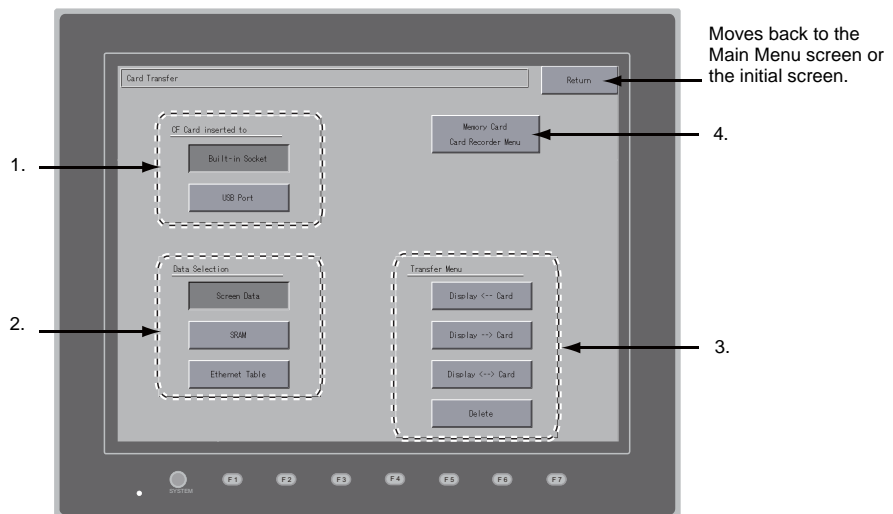 Moves back to the
Main Menu screen or
the initial screen.
Card Transfer
Return
CF Card inserted to
Memory Card
Card Recorder Menu
4.
1.
Built-in Socket
USB Port
Data Selection
Transfer Menu
Screen Data
Display <-- Card
2.
SRAM
Display --> Card
3.
Ethernet Table
Display <--> Card
Delete
SYSTEM
F1
F2
F3
F4
F5
F6
F7